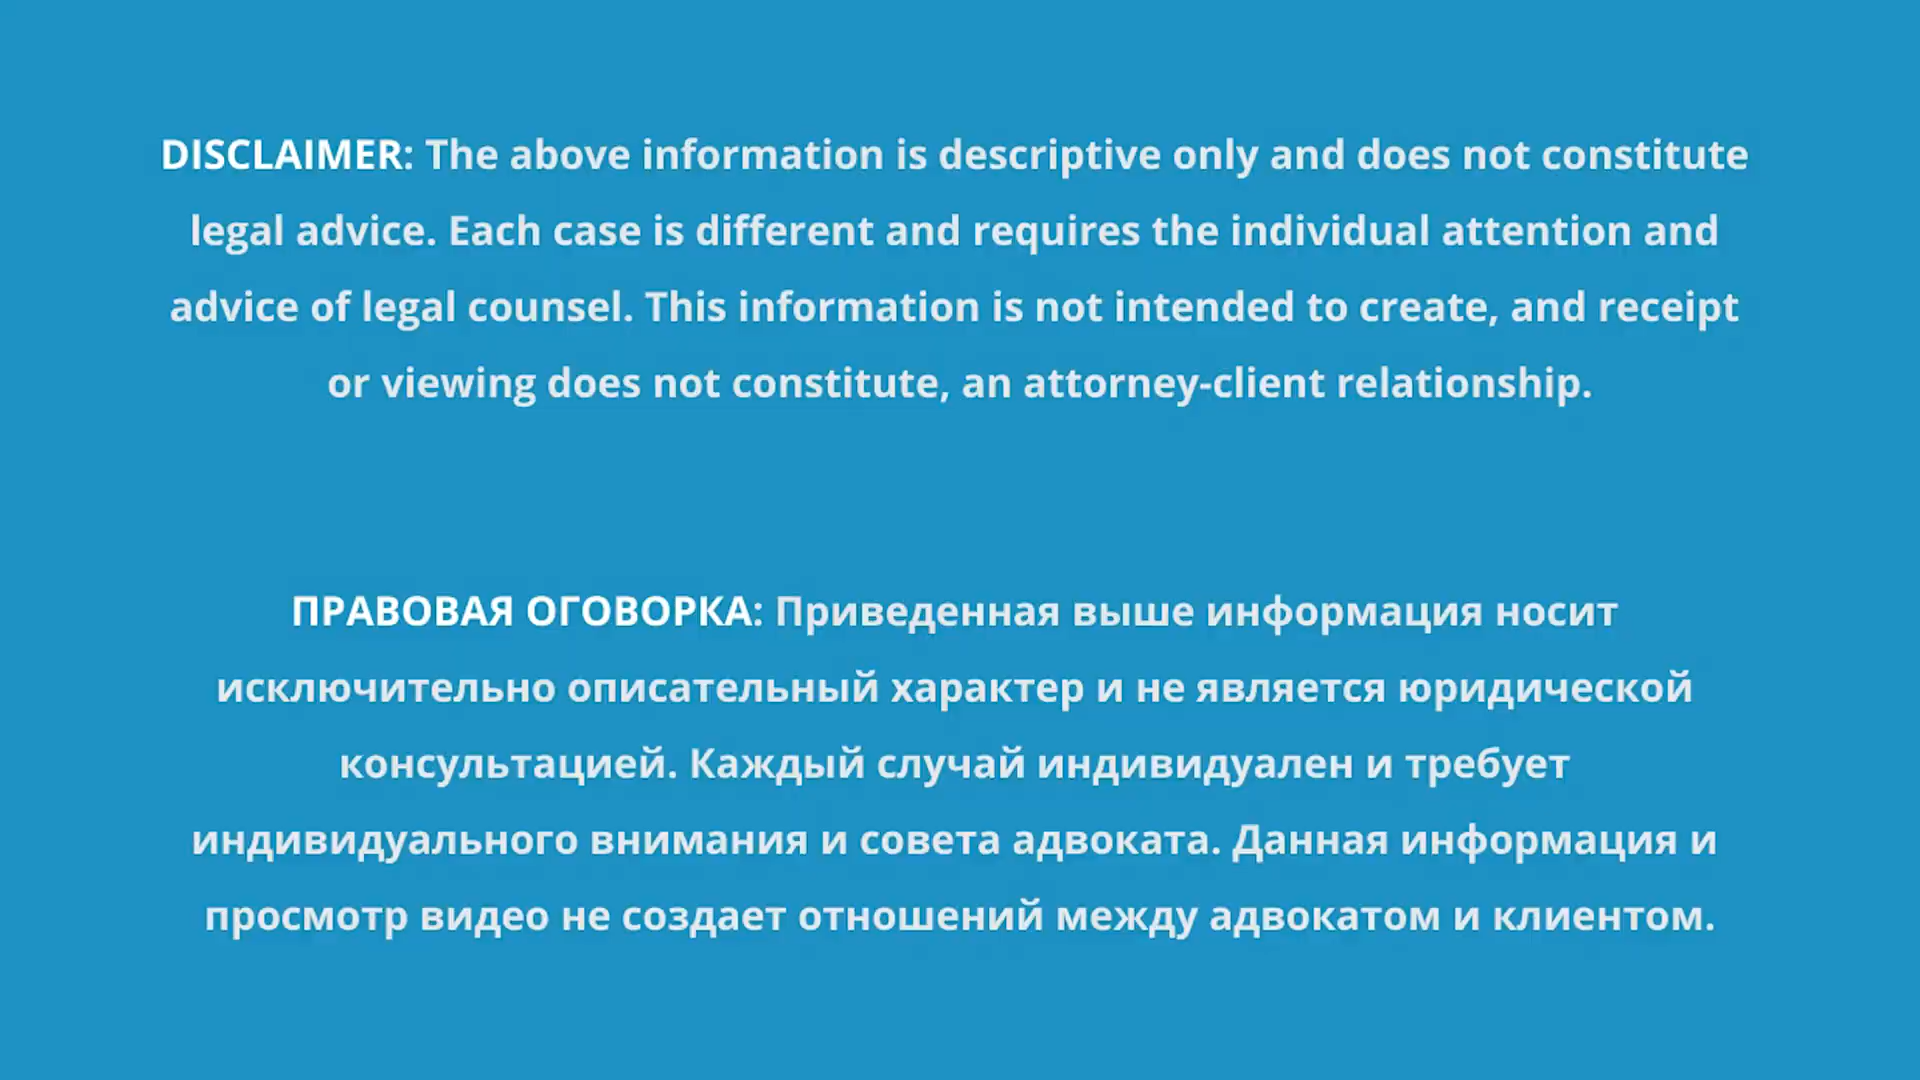 DISCLAIMER: The above information is descriptive only and does not constitute
legal advice. Each case is different and requires the individual attention and
advice of legal counsel. This information is not intended to create, and receipt
or viewing does not constitute, an attorney-client relationship.
ПРАВОВАЯ ОГОВОРКА: Приведенная выше информация носит
исключительно описательный характер и не является юридической
консультацией. Каждый случай индивидуален и требует
индивидуального внимания и совета адвоката. Данная информация и
просмотр видео не создает отношений между адвокатом и клиентом.